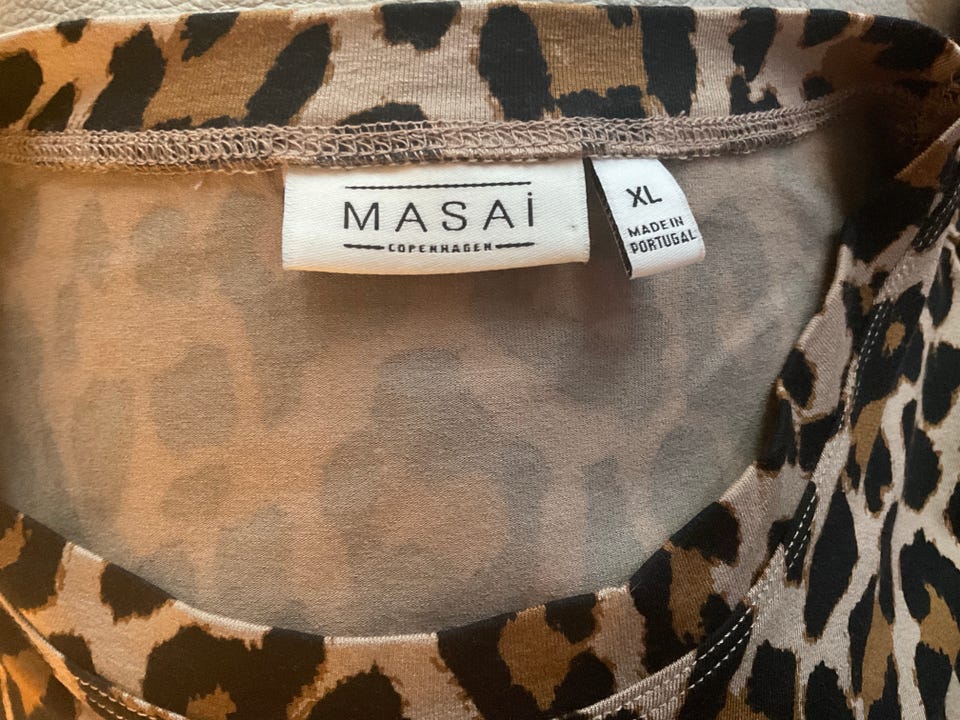 MASAi
COPENHAGEN
XL
MADE IN
PORTUGAL